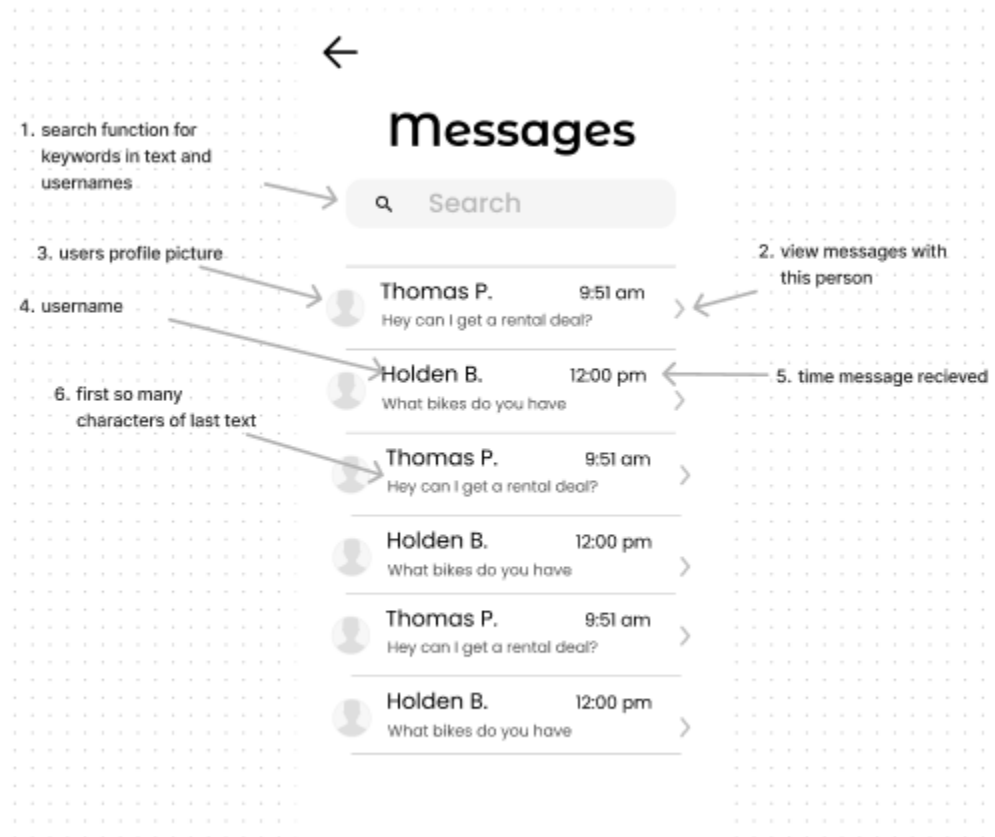 Messages
1. search function for
keywords in text and
usernames
Search
3. users profile picture
2. view messages with
this person
4. username
Thomas P. 9:51 am
Hey can I get a rental deal?
Holden B. 12:00 pm
What bikes do you have
5. time message recieved
6. first so many
characters of last text
Thomas P. 9:51 am
Hey can I get a rental deal?
Holden B. 12:00 pm
What bikes do you have
Thomas P. 9:51 am
Hey can I get a rental deal?
Holden B. 12:00 pm
What bikes do you have